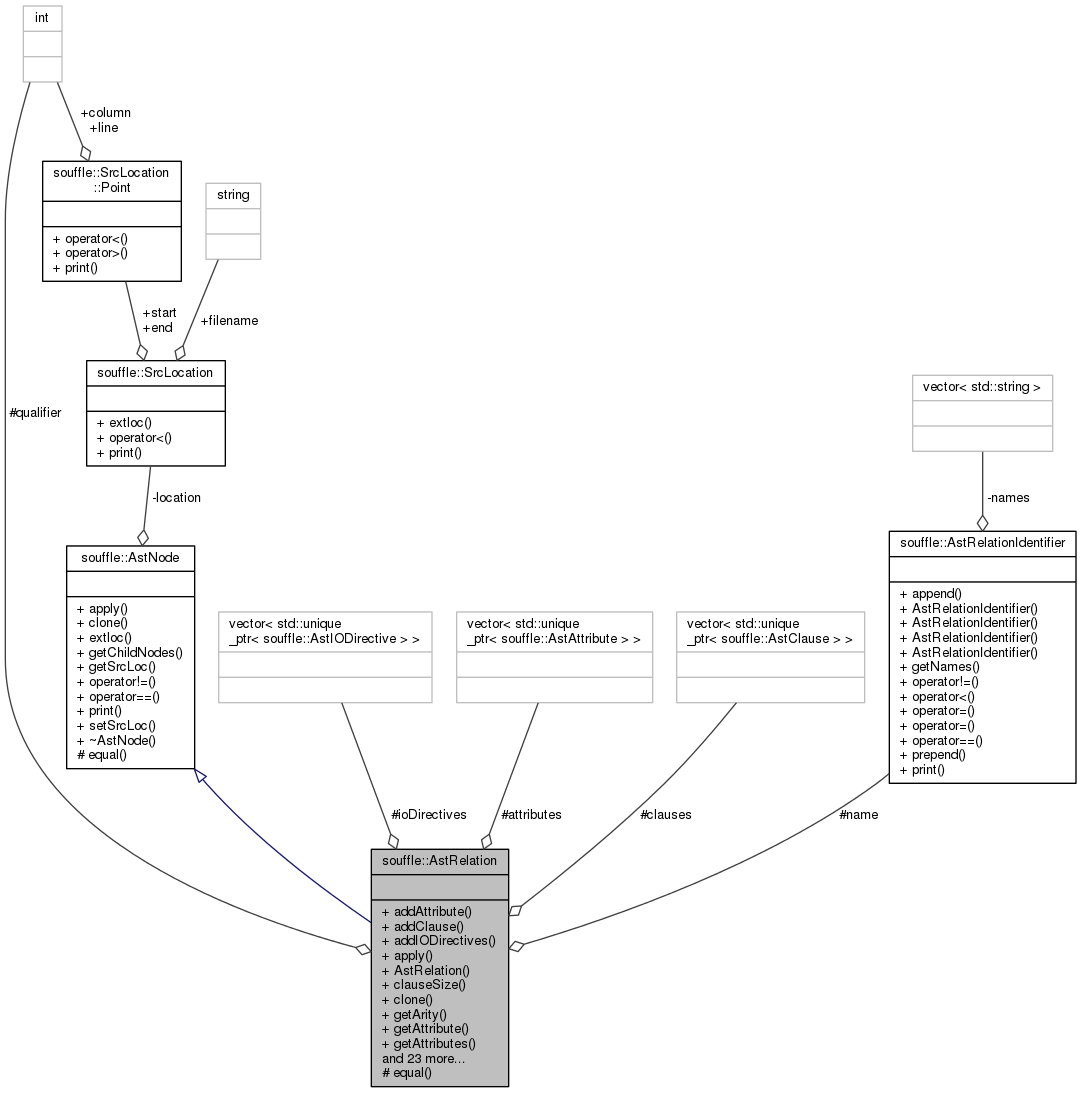 int
+column
+line
souffle::SrcLocation
::Point
+ operator<()
+ operator>()
+ print()
string
+start
+end
+filename
souffle::SrcLocation
+ extloc()
+ operator<()
+ print()
#qualifier
vector< std::string >
-location
-names
souffle::AstNode
+ apply()
+ clone()
+ extloc()
+ getChildNodes()
+ getSrcLoc()
+ operator!=()
+ operator==()
+ print()
+ setSrcLoc()
+ ~AstNode()
# equal()
vector< std::unique
_ptr< souffle::AstIODirective > >
vector< std::unique
_ptr< souffle::AstAttribute > >
vector< std::unique
_ptr< souffle::AstClause > >
souffle::AstRelationIdentifier
+ append()
+ AstRelationIdentifier()
+ AstRelationIdentifier()
+ AstRelationIdentifier()
+ AstRelationIdentifier()
+ getNames()
+ operator!=()
+ operator<()
+ operator=()
+ operator=()
+ operator==()
+ prepend()
+ print()
#ioDirectives
#attributes
#clauses
#name
souffle::AstRelation
+ addAttribute()
+ addClause()
+ addIODirectives()
+ apply()
+ AstRelation()
+ clauseSize()
+ clone()
+ getArity()
+ getAttribute()
+ getAttributes()
and 23 more...
# equal()